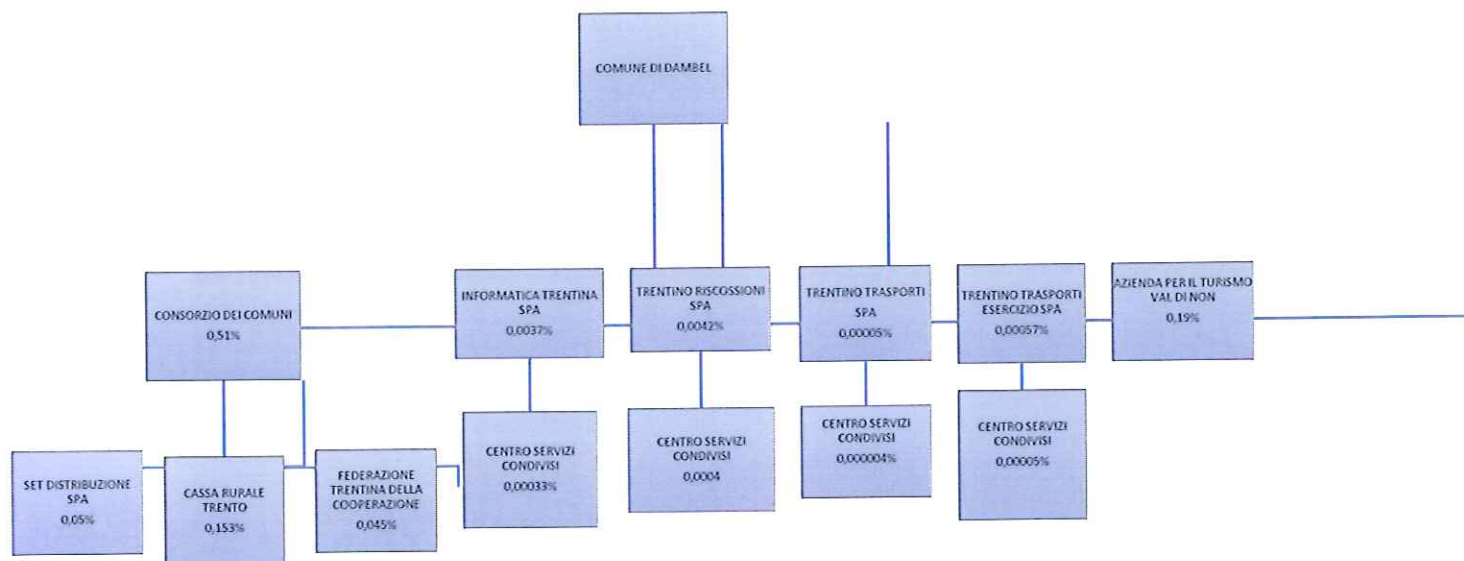 COMUNE DI DAMBEL
CONSORZIO DEI COMUNI
0,51%
INFORMATICA TRENTINA
SPA
0,0037%
TRENTINO RISCOSSIONI
SPA
0,0042%
TRENTINO TRASPORTI
SPA
0,00005%
TRENTINO TRASPORTI
ESERCIZIO SPA
0,00057%
AZIENDA PER IL TURISMO
VAL DI NON
0,19%
SET DISTRIBUZIONE
SPA
0,05%
CASSA RURALE
TRENTO
0,153%
FEDERAZIONE
TRENTINA DELLA
COOPERAZIONE
0,045%
CENTRO SERVIZI
CONDIVISI
0,00033%
CENTRO SERVIZI
CONDIVISI
0,0004
CENTRO SERVIZI
CONDIVISI
0,000004%
CENTRO SERVIZI
CONDIVISI
0,00005%